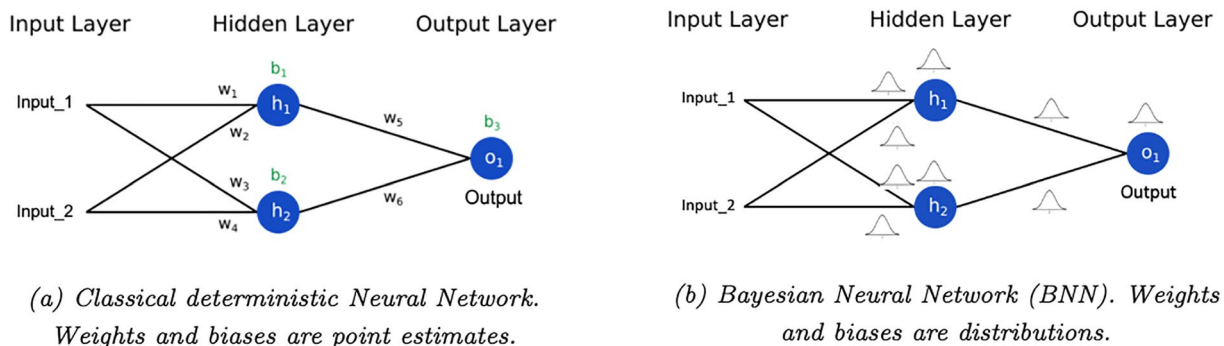 Input Layer Hidden Layer Output Layer
b₁
Input_1 w₁ h₁
w₂ w₅ b₃
o₁
w₃ b₂ Output
Input_2 w₄ h₂ w₆
(a) Classical deterministic Neural Network.
Weights and biases are point estimates.
Input Layer Hidden Layer Output Layer
Input_1 h₁
o₁
Output
Input_2 h₂
(b) Bayesian Neural Network (BNN). Weights
and biases are distributions.